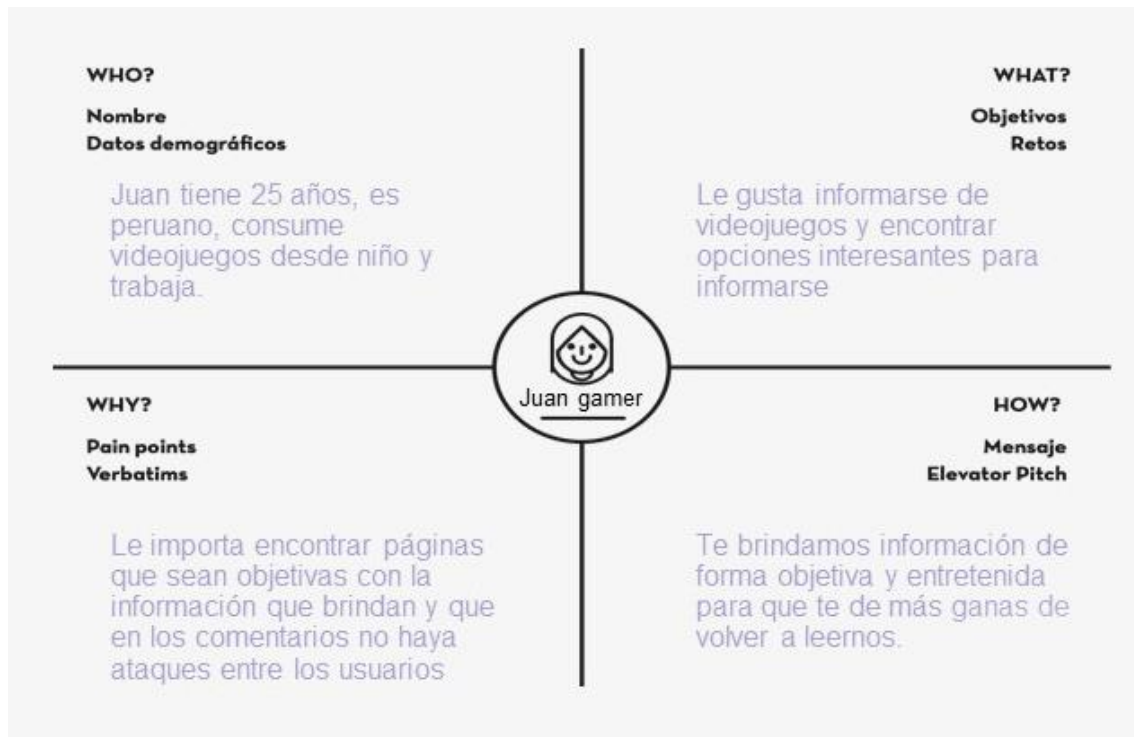 WHO?
Nombre
Datos demográficos
Juan tiene 25 años, es
peruano, consume
videojuegos desde niño y
trabaja.
WHAT?
Objetivos
Retos
Le gusta informarse de
videojuegos y encontrar
opciones interesantes para
informarse
Juan gamer
WHY?
Pain points
Verbatims
Le importa encontrar páginas
que sean objetivas con la
información que brindan y que
en los comentarios no haya
ataques entre los usuarios
HOW?
Mensaje
Elevator Pitch
Te brindamos información de
forma objetiva y entretenida
para que te de más ganas de
volver a leernos.